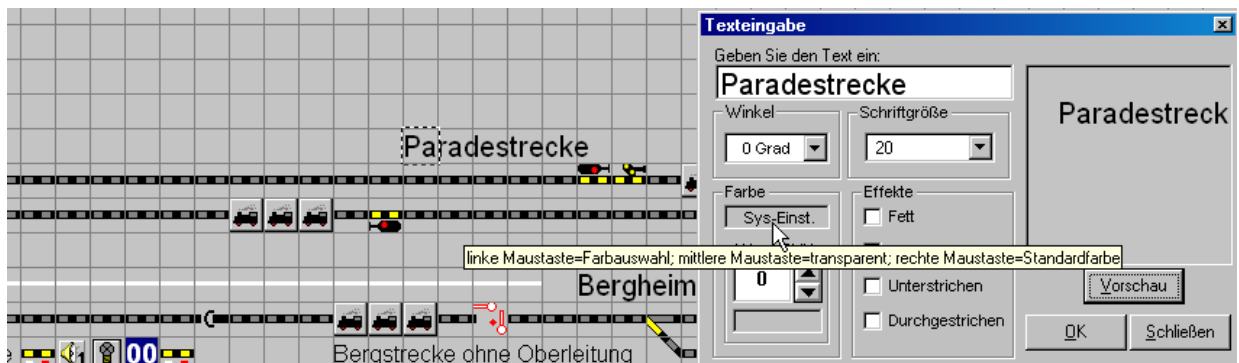 Texteingabe
Geben Sie den Text ein:
Paradestrecke
Winkel
Schriftgröße
0 Grad
20
Paradestreck
Paradestrecke
Farbe
Effekte
Sys-Einst.
Fett
linke Maustaste=Farbauswahl; mittlere Maustaste=transparent; rechte Maustaste=Standardfarbe
Bergheim
0
Unterstrichen
Vorschau
Durchgestrichen
OK
Schließen
1
00
Bergstrecke ohne Oberleitung